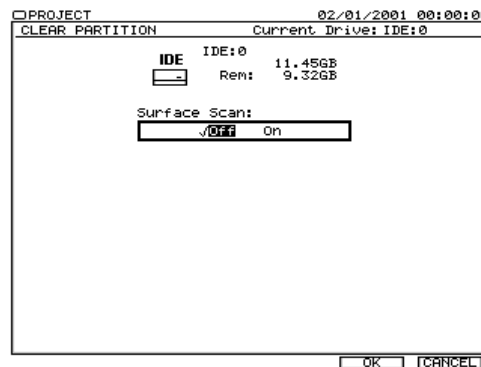 PROJECT 02/01/2001 00:00:0
CLEAR PARTITION Current Drive:IDE:0
IDE IDE:0 11.45GB
Rem: 9.32GB
Surface Scan:
√Off On
OK CANCEL